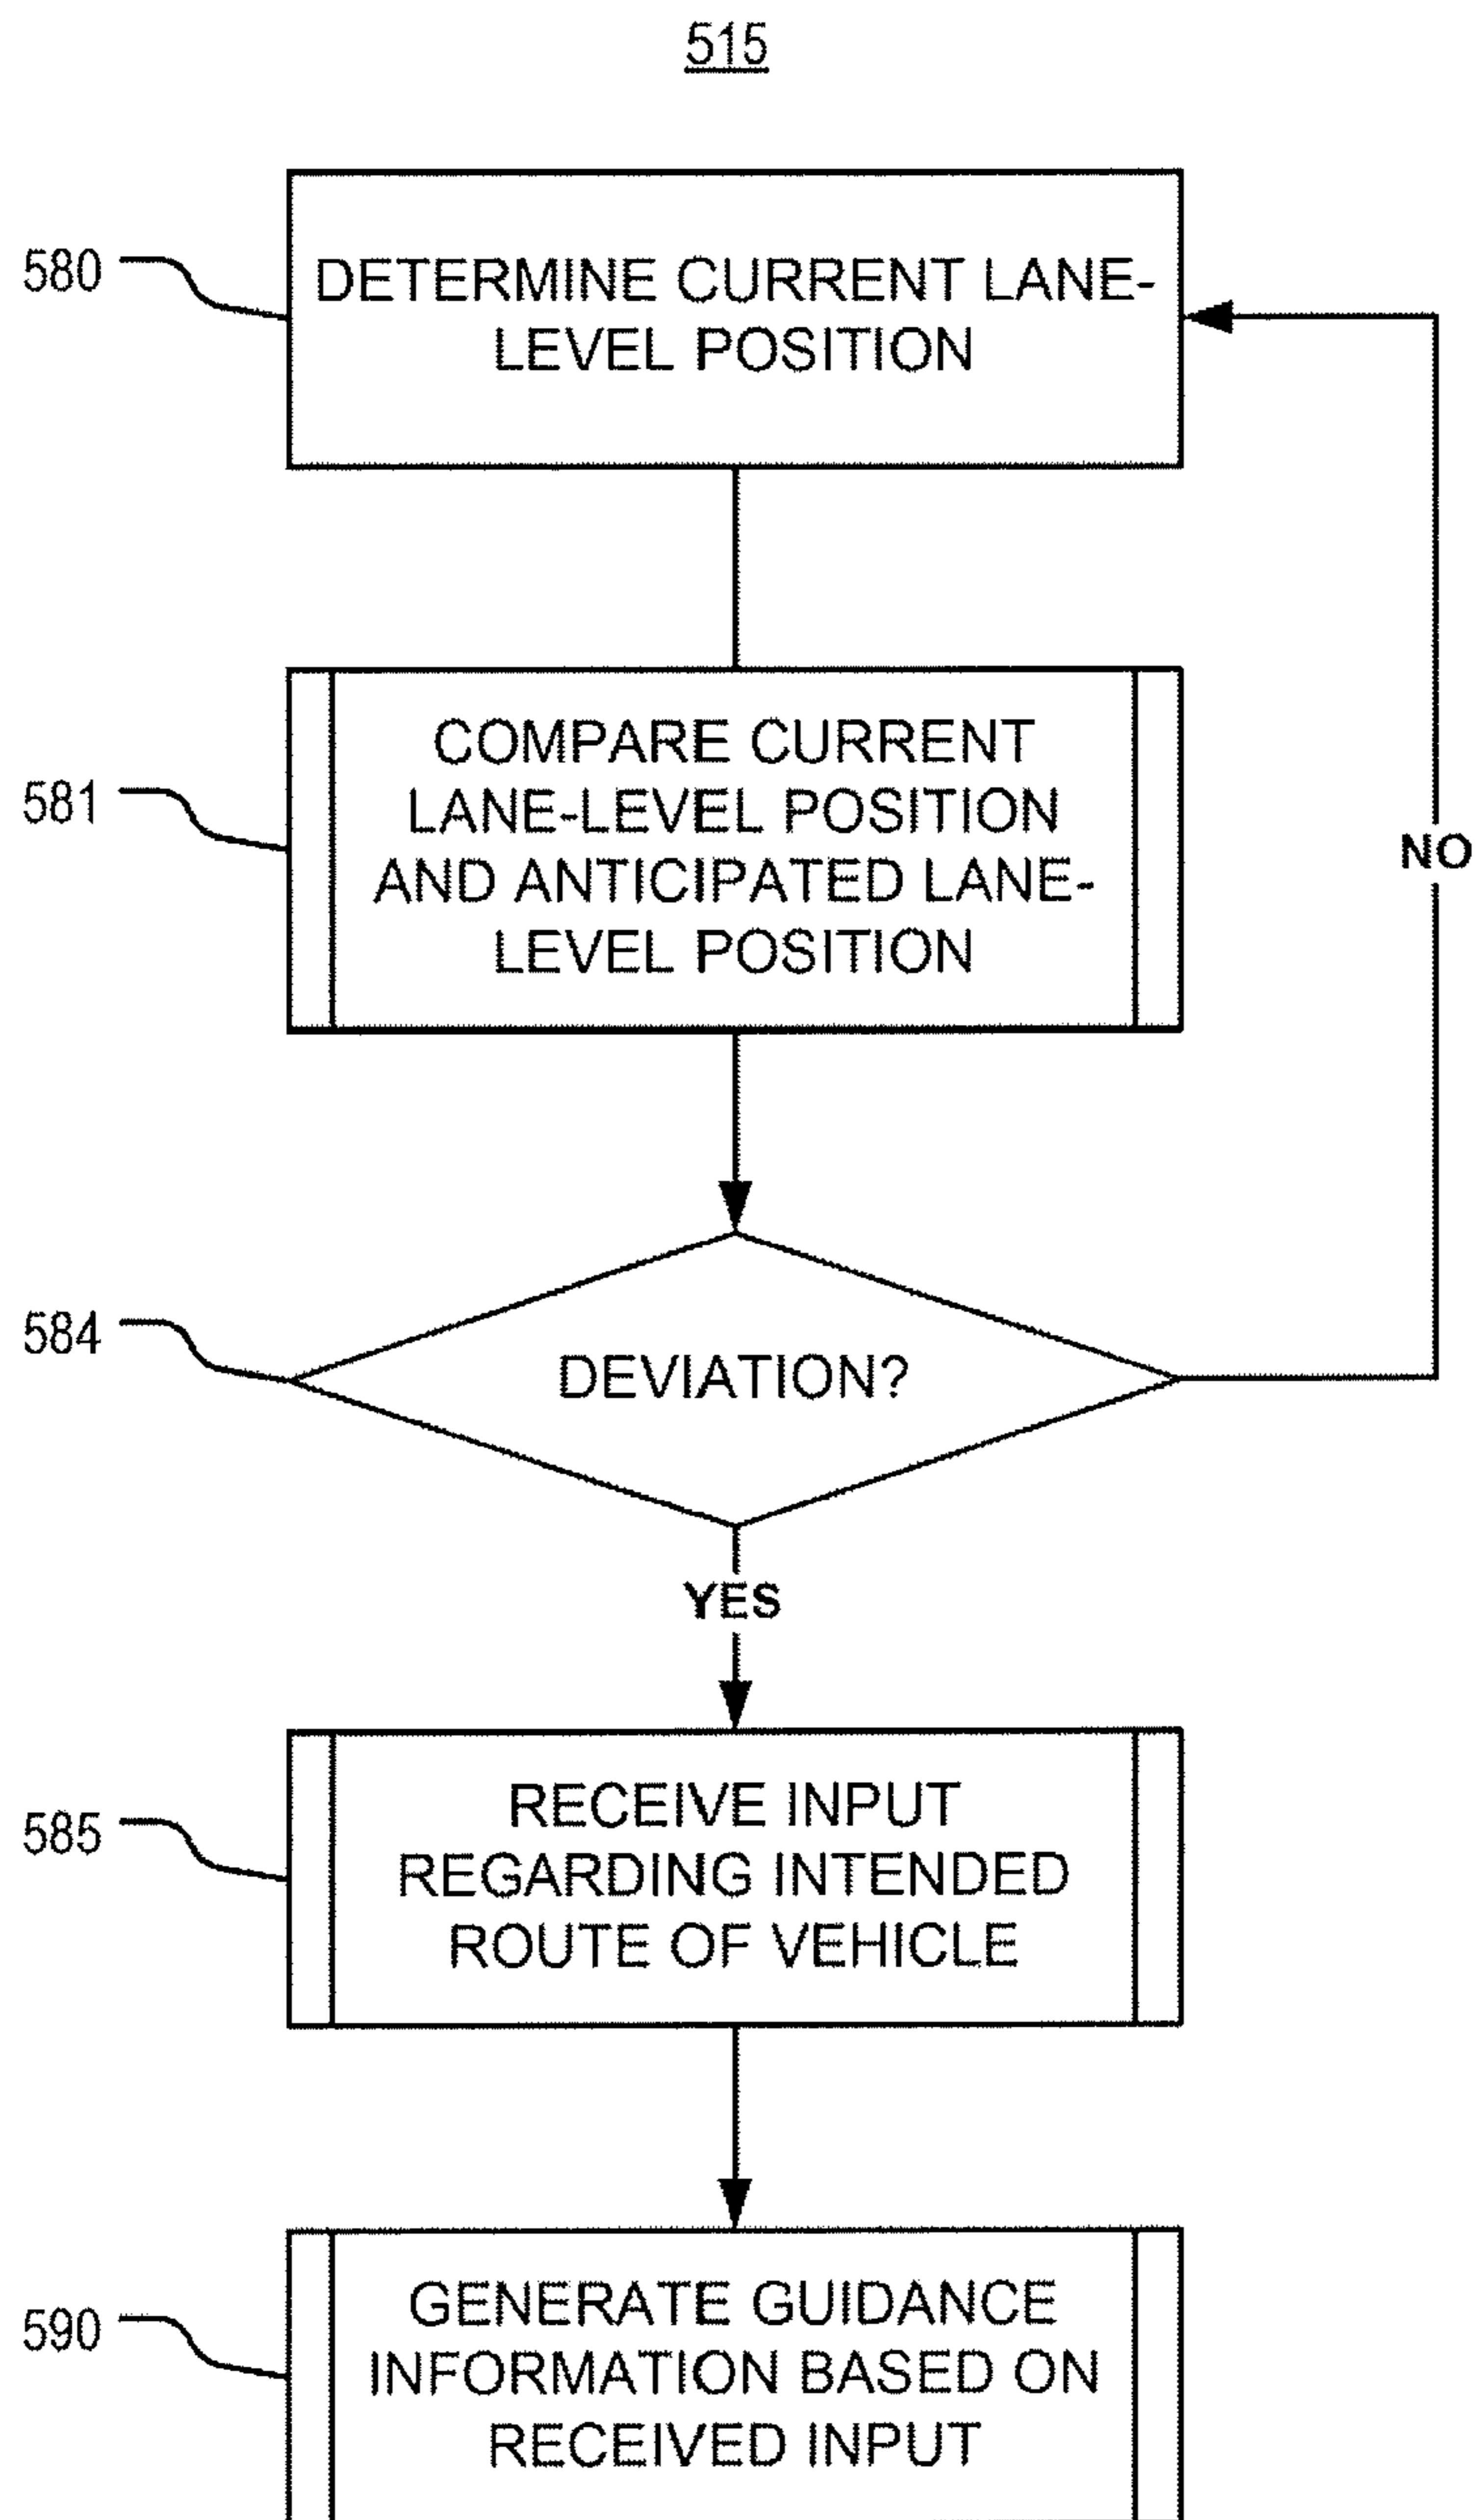 515
580
DETERMINE CURRENT LANE-
LEVEL POSITION
581
COMPARE CURRENT
LANE-LEVEL POSITION
AND ANTICIPATED LANE-
LEVEL POSITION
NO
584
DEVIATION?
YES
585
RECEIVE INPUT
REGARDING INTENDED
ROUTE OF VEHICLE
590
GENERATE GUIDANCE
INFORMATION BASED ON
RECEIVED INPUT